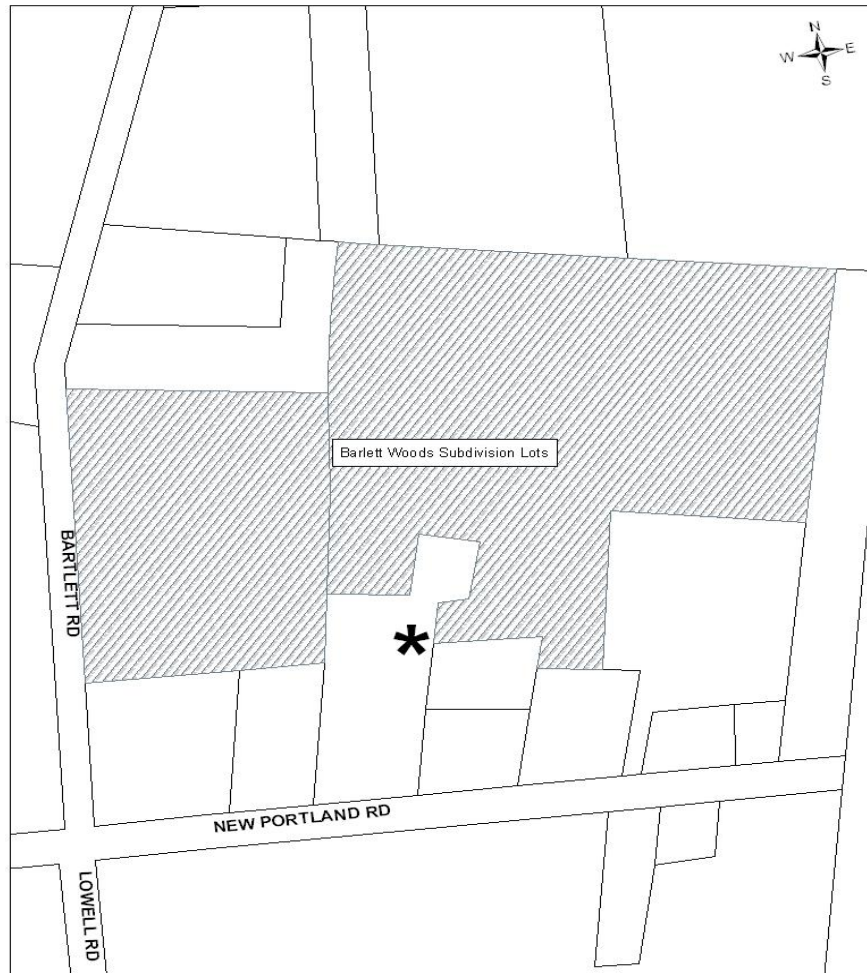 N
W E
S
Barlett Woods Subdivision Lots
BARTLETT RD
*
NEW PORTLAND RD
LOWELL RD